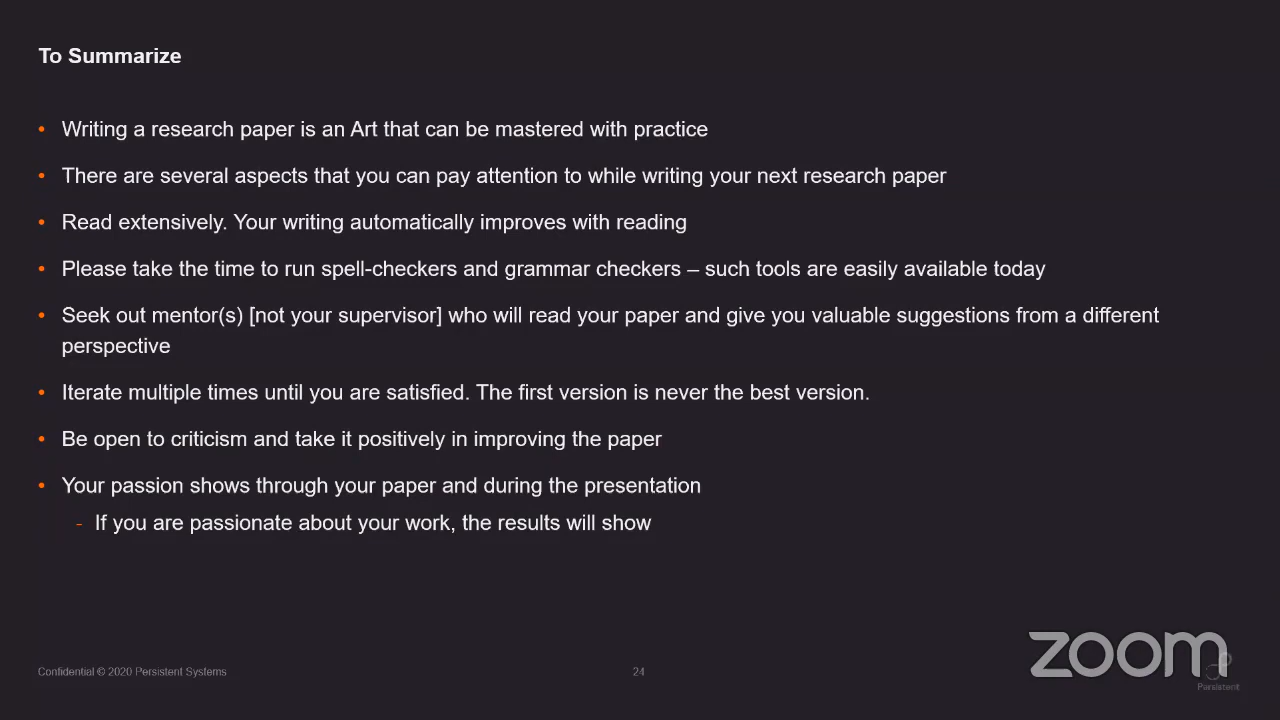 To Summarize
• Writing a research paper is an Art that can be mastered with practice
• There are several aspects that you can pay attention to while writing your next research paper
• Read extensively. Your writing automatically improves with reading
• Please take the time to run spell-checkers and grammar checkers – such tools are easily available today
• Seek out mentor(s) [not your supervisor] who will read your paper and give you valuable suggestions from a different
perspective
• Iterate multiple times until you are satisfied. The first version is never the best version.
• Be open to criticism and take it positively in improving the paper
• Your passion shows through your paper and during the presentation
- If you are passionate about your work, the results will show
Confidential © 2020 Persistent Systems
24
zoom
Persistent